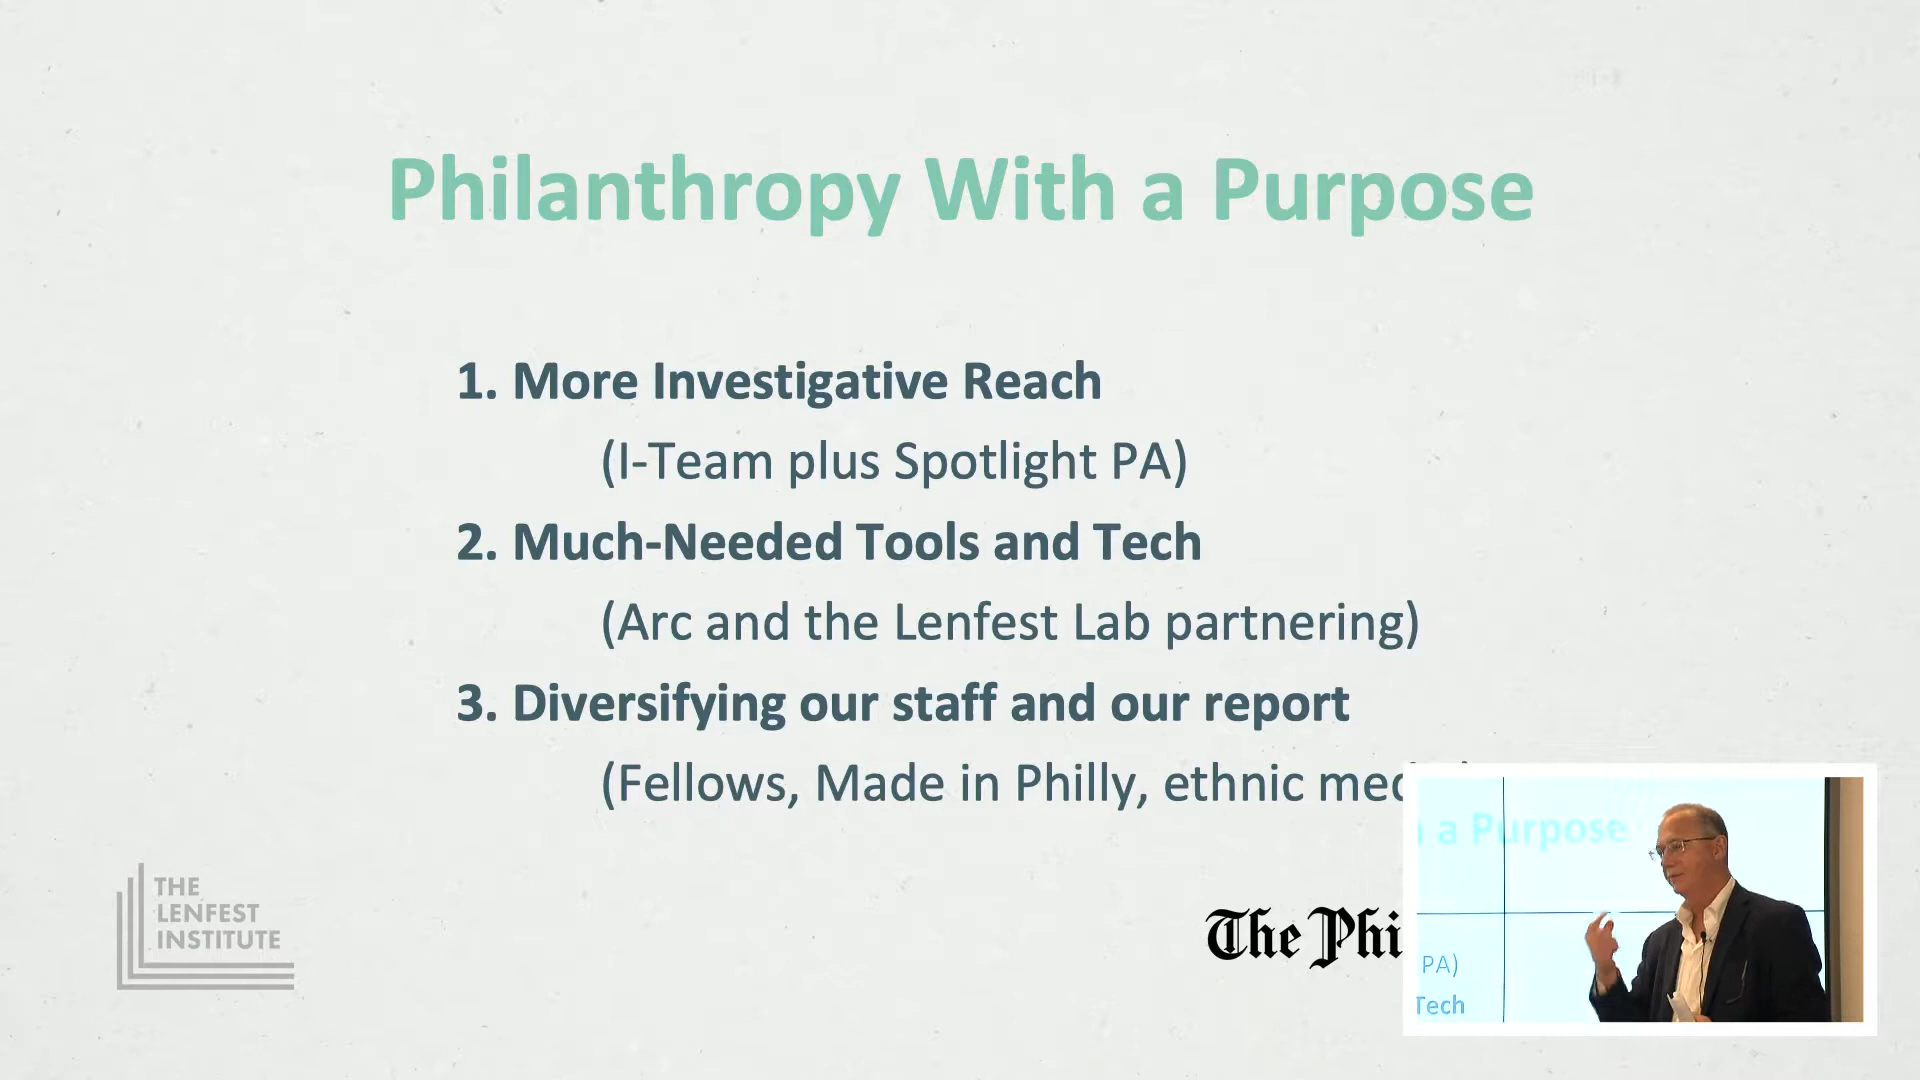 Philanthropy With a Purpose
1. More Investigative Reach
(I-Team plus Spotlight PA)
2. Much-Needed Tools and Tech
(Arc and the Lenfest Lab partnering)
3. Diversifying our staff and our report
(Fellows, Made in Philly, ethnic
THE
LENFEST
INSTITUTE
The Phi
a Purpose
PA)
Tech